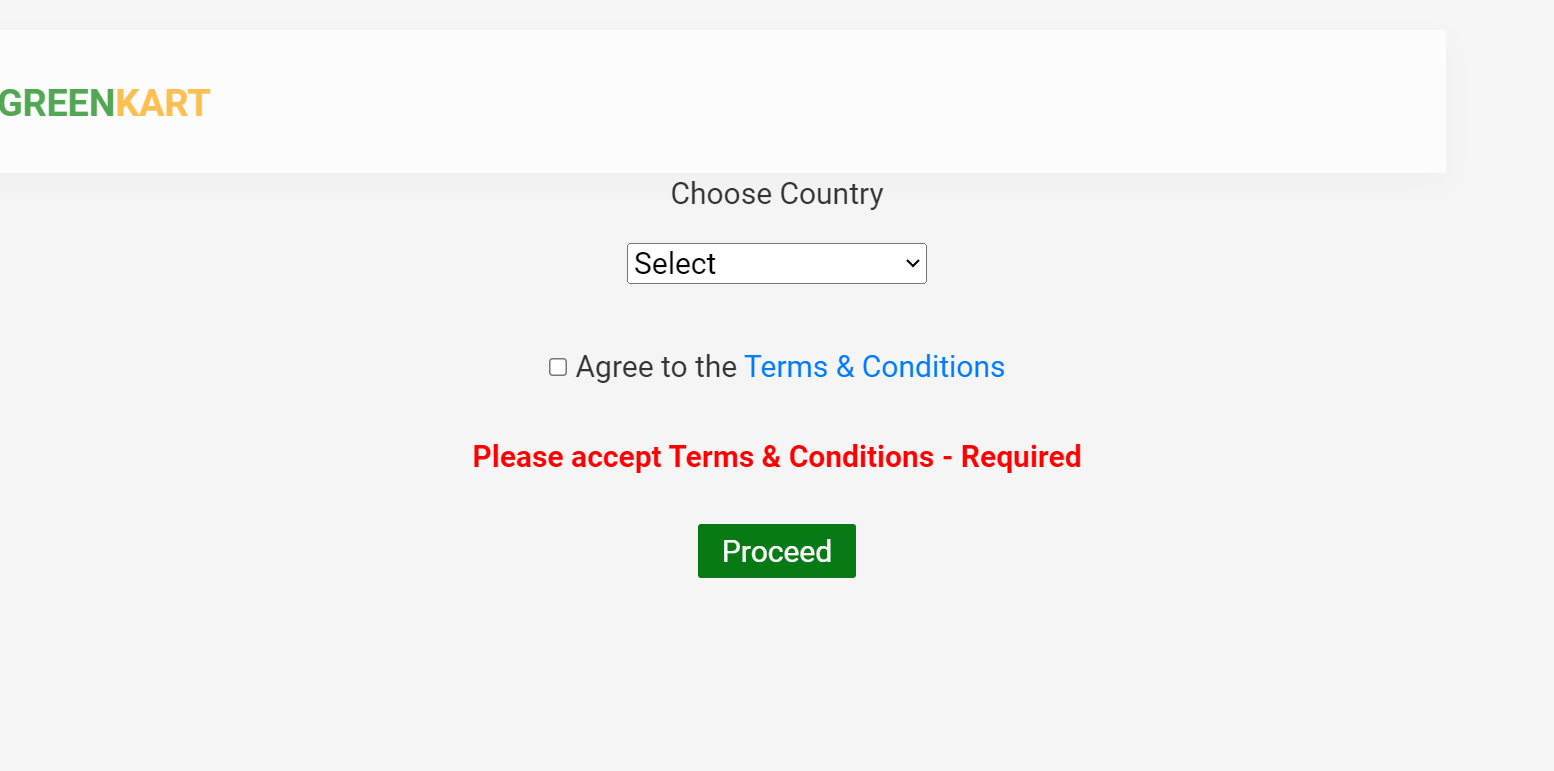 GREENKART
Choose Country
Select
Agree to the Terms & Conditions
Please accept Terms & Conditions - Required
Proceed